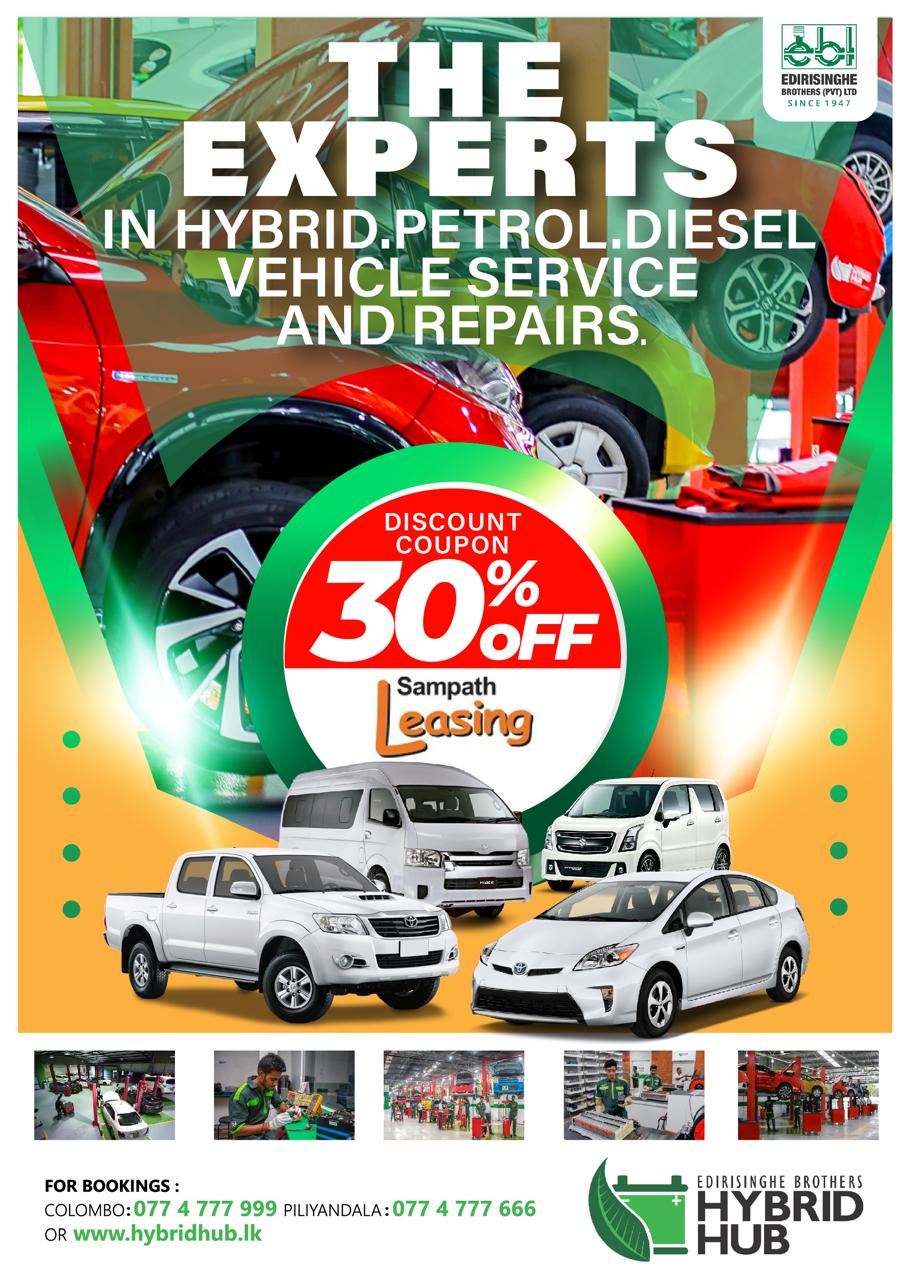 ebl
EDIRISINGHE
BROTHERS (PVT) LTD
SINCE 1947
THE
EXPERTS
IN HYBRID.PETROL.DIESEL
VEHICLE SERVICE
AND REPAIRS.
HYBRID
HUB
DISCOUNT
COUPON
30% OFF
Sampath
Leasing
FOR BOOKINGS :
COLOMBO: 077 4 777 999 PILIYANDALA : 077 4 777 666
OR www.hybridhub.lk
EDIRISINGHE BROTHERS
HYBRID
HUB